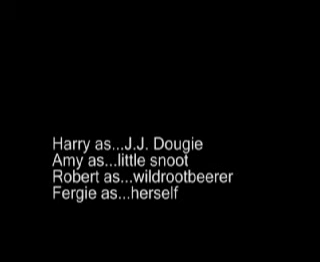 Harry as...J.J. Dougie
Amy as...little snoot
Robert as...wildrootbeerer
Fergie as...herself